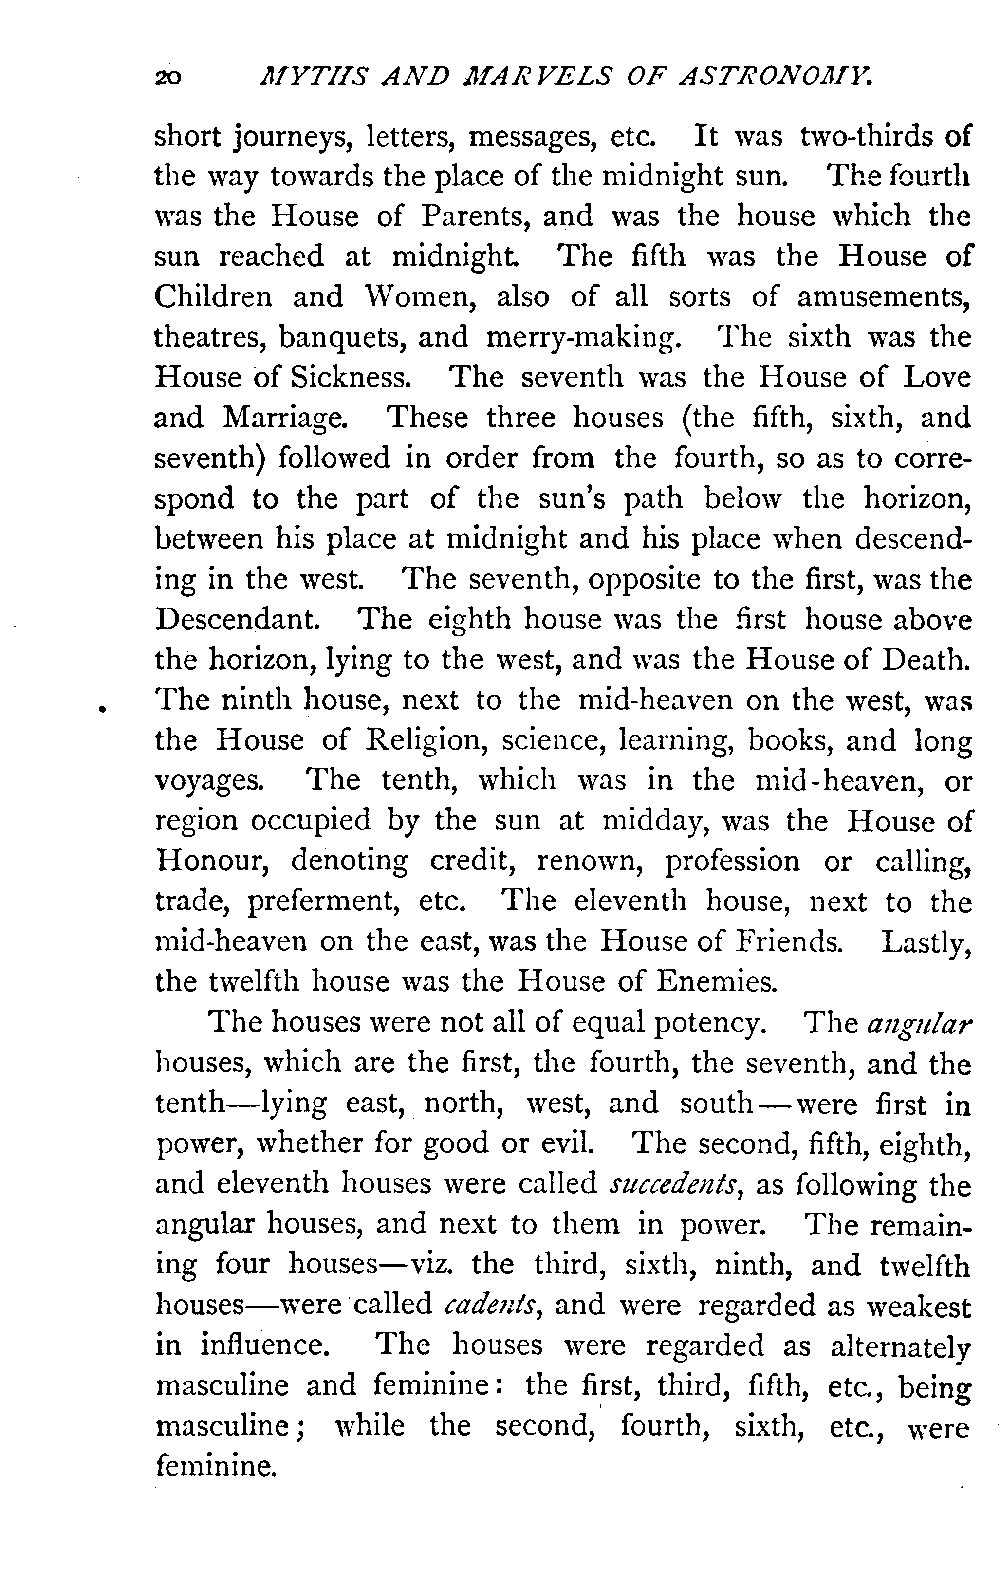 20 MYTHS AND MARVELS OF ASTRONOMY.
short journeys, letters, messages, etc. It was two-thirds of
the way towards the place of the midnight sun. The fourth
was the House of Parents, and was the house which the
sun reached at midnight. The fifth was the House of
Children and Women, also of all sorts of amusements,
theatres, banquets, and merry-making. The sixth was the
House of Sickness. The seventh was the House of Love
and Marriage. These three houses (the fifth, sixth, and
seventh) followed in order from the fourth, so as to corre-
spond to the part of the sun's path below the horizon,
between his place at midnight and his place when descend-
ing in the west. The seventh, opposite to the first, was the
Descendant. The eighth house was the first house above
the horizon, lying to the west, and was the House of Death.
The ninth house, next to the mid-heaven on the west, was
the House of Religion, science, learning, books, and long
voyages. The tenth, which was in the mid-heaven, or
region occupied by the sun at midday, was the House of
Honour, denoting credit, renown, profession or calling,
trade, preferment, etc. The eleventh house, next to the
mid-heaven on the east, was the House of Friends. Lastly,
the twelfth house was the House of Enemies.
The houses were not all of equal potency. The angular
houses, which are the first, the fourth, the seventh, and the
tenth—lying east, north, west, and south—were first in
power, whether for good or evil. The second, fifth, eighth,
and eleventh houses were called succedents, as following the
angular houses, and next to them in power. The remain-
ing four houses—viz. the third, sixth, ninth, and twelfth
houses—were called cadents, and were regarded as weakest
in influence. The houses were regarded as alternately
masculine and feminine: the first, third, fifth, etc., being
masculine; while the second, fourth, sixth, etc., were
feminine.